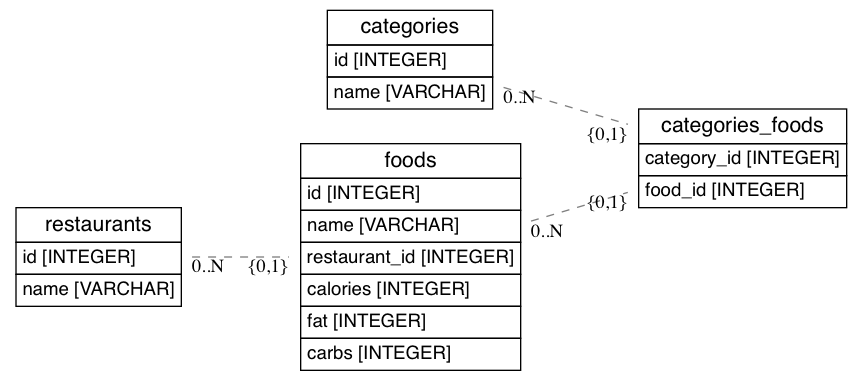 categories
id [INTEGER]
name [VARCHAR]
0..N
{0,1}
categories_foods
category_id [INTEGER]
food_id [INTEGER]
foods
id [INTEGER]
name [VARCHAR]
restaurant_id [INTEGER]
calories [INTEGER]
fat [INTEGER]
carbs [INTEGER]
0..N
{0,1}
restaurants
id [INTEGER]
name [VARCHAR]
0..N
{0,1}